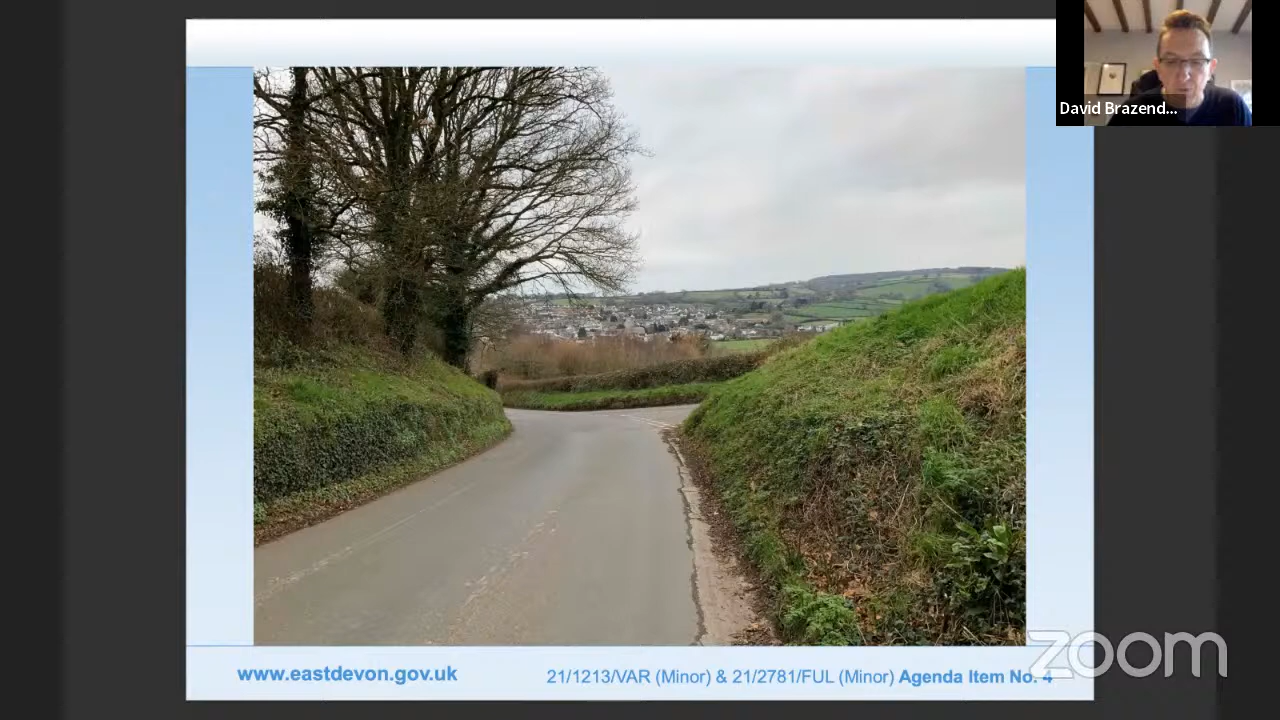 David Brazend...
www.eastdevon.gov.uk
21/1213/VAR (Minor) & 21/2781/FUL (Minor) Agenda Item No. 4
zoom